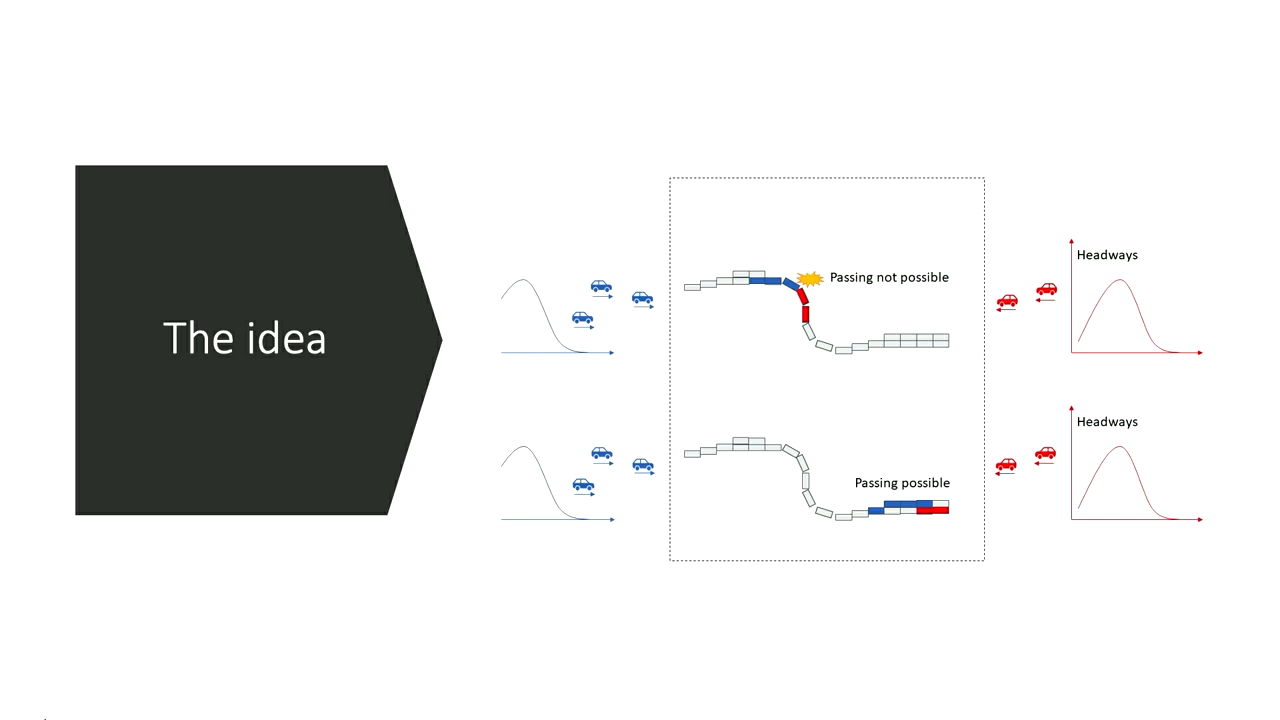 The idea
Passing not possible
Headways
Passing possible
Headways